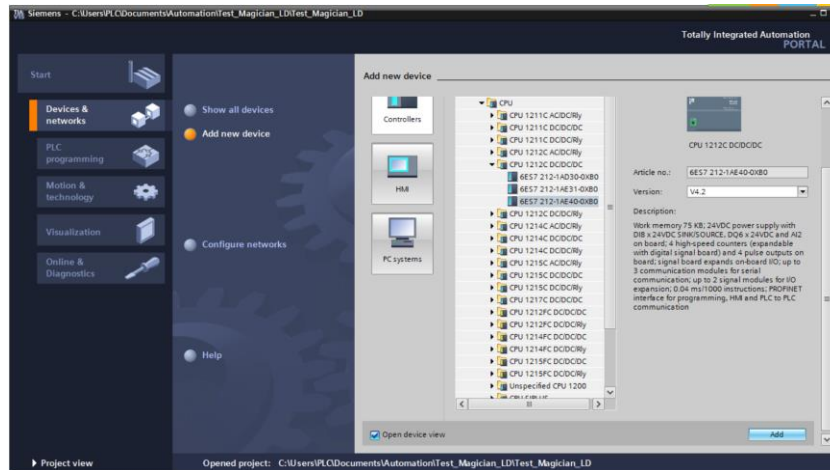 Siemens - C:\Users\PLC\Documents\Automation\Test_Magician_LD\Test_Magician_LD
Totally Integrated Automation
PORTAL
Start
Devices &
networks
PLC
programming
Motion &
technology
Visualization
Online &
Diagnostics
Show all devices
Add new device
Configure networks
Help
Add new device
Controllers
HMI
PC systems
CPU
CPU 1211C AC/DC/Rly
CPU 1211C DC/DC/DC
CPU 1211C DC/DC/Rly
CPU 1212C AC/DC/Rly
CPU 1212C DC/DC/DC
6ES7 212-1AD30-0XB0
6ES7 212-1AE31-0XB0
6ES7 212-1AE40-0XB0
CPU 1212C DC/DC/Rly
CPU 1214C AC/DC/Rly
CPU 1214C DC/DC/DC
CPU 1214C DC/DC/Rly
CPU 1215C AC/DC/Rly
CPU 1215C DC/DC/DC
CPU 1215C DC/DC/Rly
CPU 1217C DC/DC/DC
CPU 1212FC DC/DC/DC
CPU 1212FC DC/DC/Rly
CPU 1214FC DC/DC/DC
CPU 1214FC DC/DC/Rly
CPU 1215FC DC/DC/DC
CPU 1215FC DC/DC/Rly
Unspecified CPU 1200
CPU SIPLUS
CPU 1212C DC/DC/DC
Article no.: 6ES7 212-1AE40-0XB0
Version: V4.2
Description:
Work memory 75 KB; 24VDC power supply with
DI8 x 24VDC SINK/SOURCE, DQ6 x 24VDC and AI2
on board; 4 high-speed counters (expandable
with digital signal board) and 4 pulse outputs on
board; signal board expands on-board I/O; up to
3 communication modules for serial
communication; up to 2 signal modules for I/O
expansion; 0.04 ms/1000 instructions; PROFINET
interface for programming, HMI and PLC to PLC
communication
Open device view
Add
Project view
Opened project: C:\Users\PLC\Documents\Automation\Test_Magician_LD\Test_Magician_LD